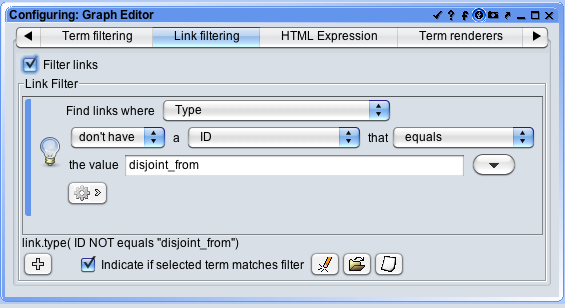 Configuring: Graph Editor
Term filtering Link filtering HTML Expression Term renderers
Filter links
Link Filter
Find links where Type
don't have a ID that equals
the value disjoint_from
link.type( ID NOT equals "disjoint_from")
Indicate if selected term matches filter